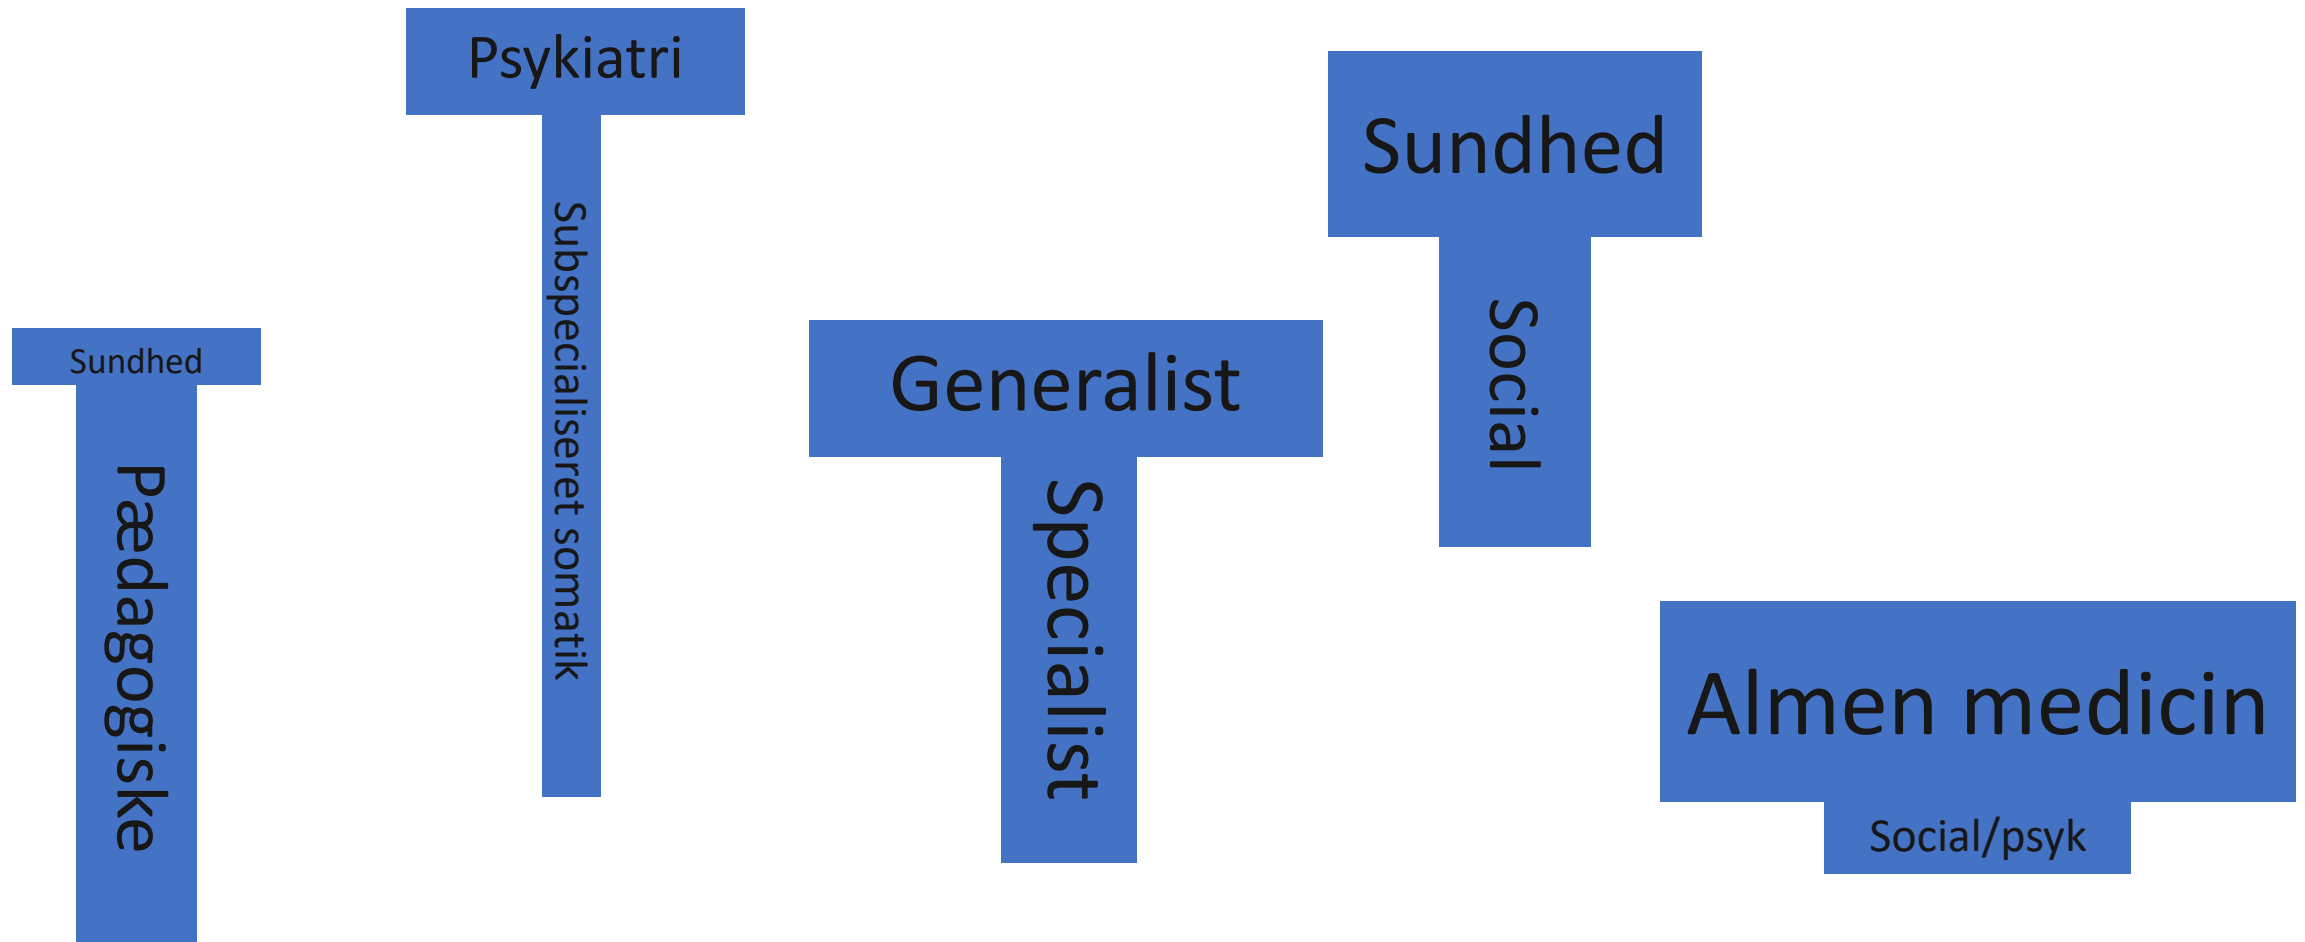 Sundhed
Pædagogiske
Psykiatri
Subspecialiseret somatik
Generalist
Specialist
Sundhed
Social
Almen medicin
Social/psyk